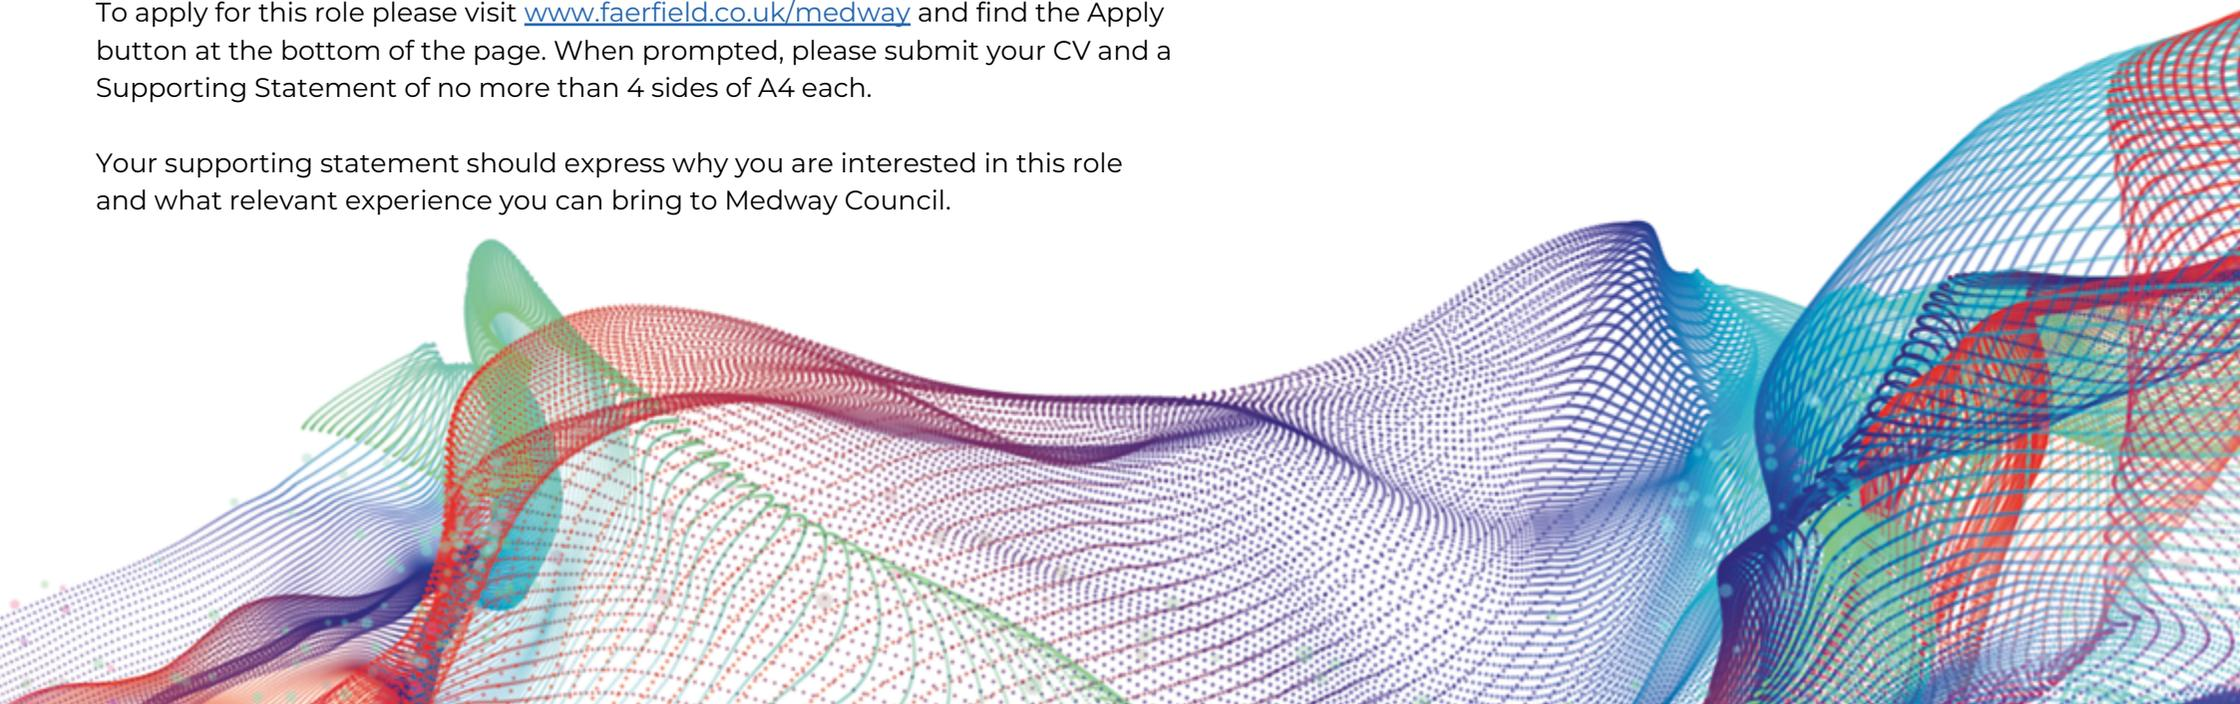 To apply for this role please visit www.faerfield.co.uk/medway and find the Apply
button at the bottom of the page. When prompted, please submit your CV and a
Supporting Statement of no more than 4 sides of A4 each.
Your supporting statement should express why you are interested in this role
and what relevant experience you can bring to Medway Council.